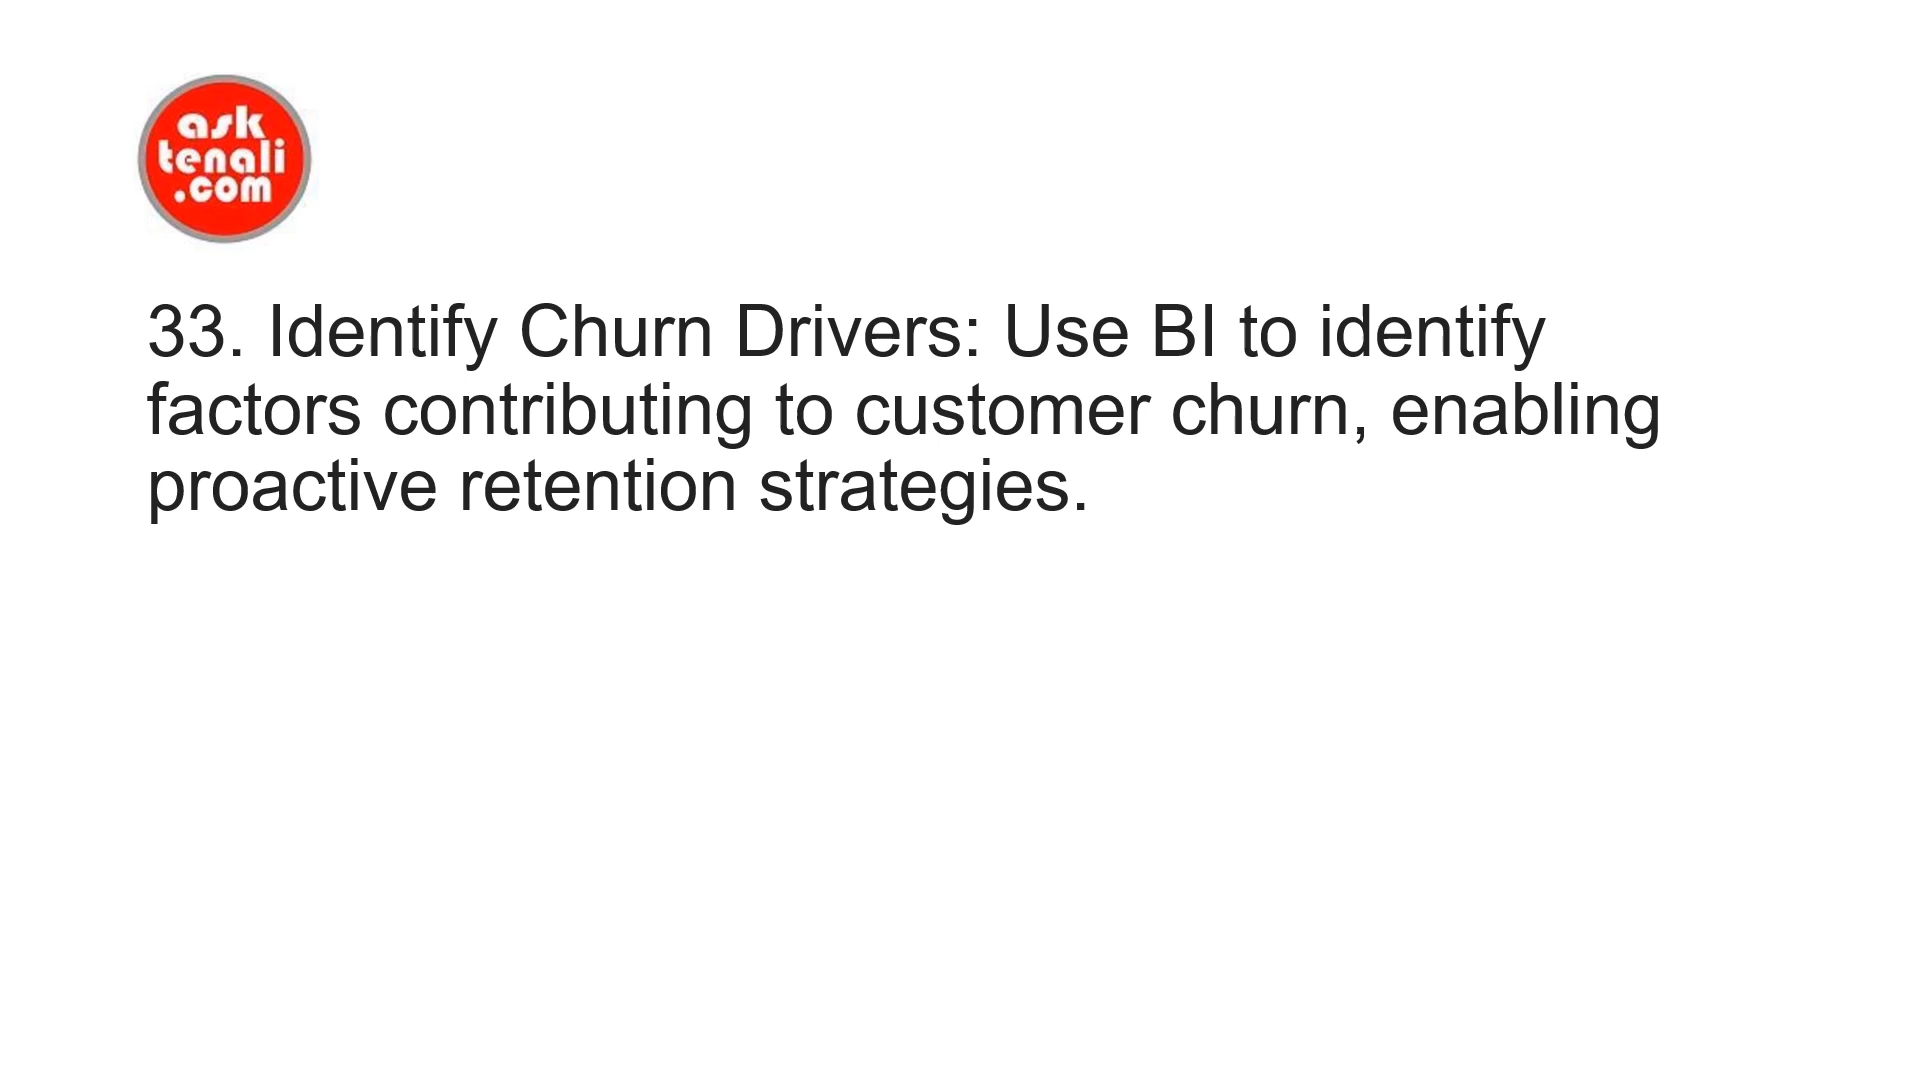 ask
tenali
.com
33. Identify Churn Drivers: Use BI to identify
factors contributing to customer churn, enabling
proactive retention strategies.